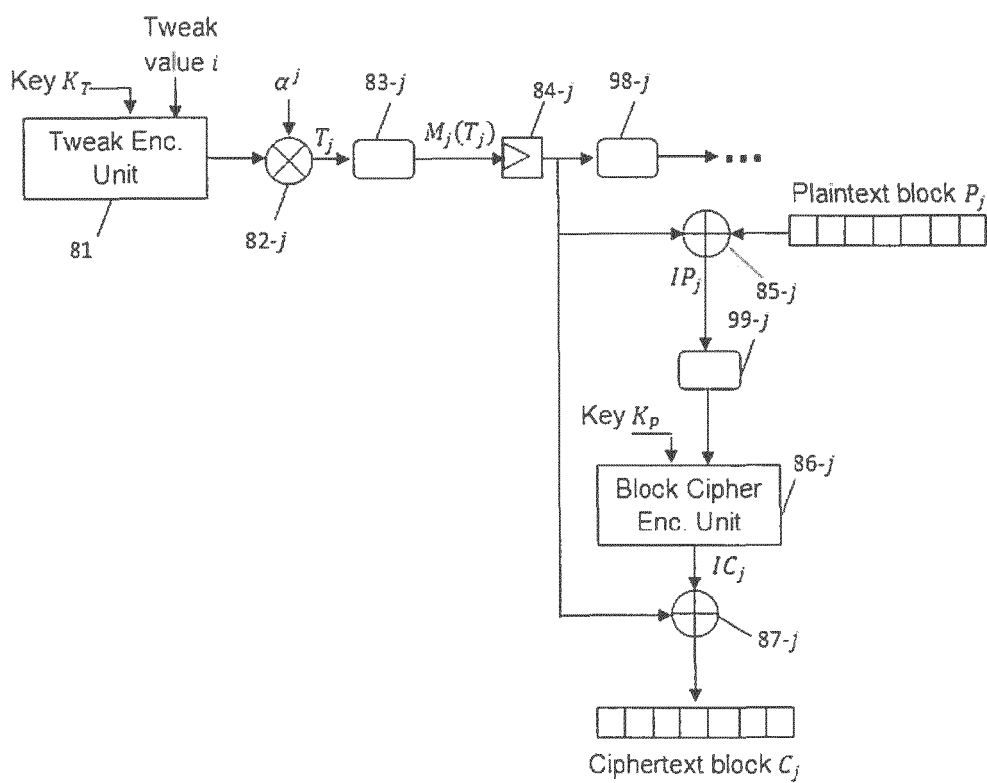 Tweak
value i
Key K_T
α^j
83-j
84-j
98-j
Tweak Enc.
Unit
T_j
M_j(T_j)
...
81
82-j
Plaintext block P_j
IP_j
85-j
99-j
Key K_P
86-j
Block Cipher
Enc. Unit
IC_j
87-j
Ciphertext block C_j